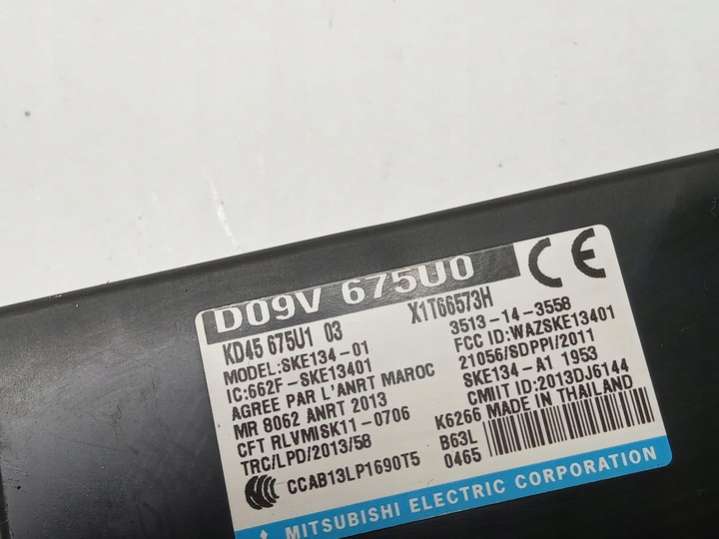 D09V 675U0
CE
KD45 675U1 03
X1T66573H
MODEL:SKE134-01
IC:662F-SKE13401
AGREE PAR L'ANRT MAROC
MR 8062 ANRT 2013
CFT RLVMISK11-0706
TRC/LPD/2013/58
CCC
CCAB13LP1690T5
3513-14-3558
FCC ID:WAZSKE13401
21056/SDPPI/2011
SKE134-A1 1953
CMIIT ID:2013DJ6144
MADE IN THAILAND
K6266
B63L
0465
MITSUBISHI ELECTRIC CORPORATION